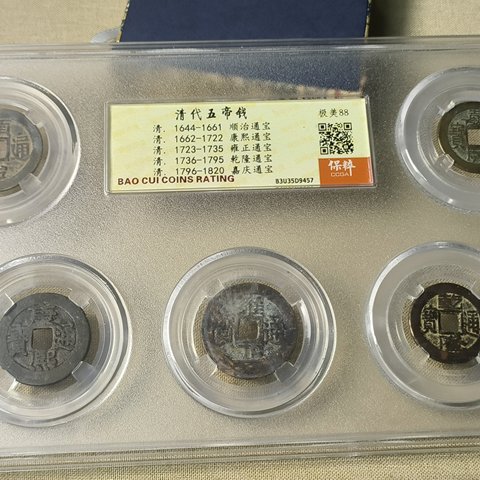 清代五帝钱
极美88
清. 1644-1661 顺治通宝
清. 1662-1722 康熙通宝
清. 1723-1735 雍正通宝
清. 1736-1795 乾隆通宝
清. 1796-1820 嘉庆通宝
BAO CUI COINS RATING
保粹
CCGA
B3U35D9457